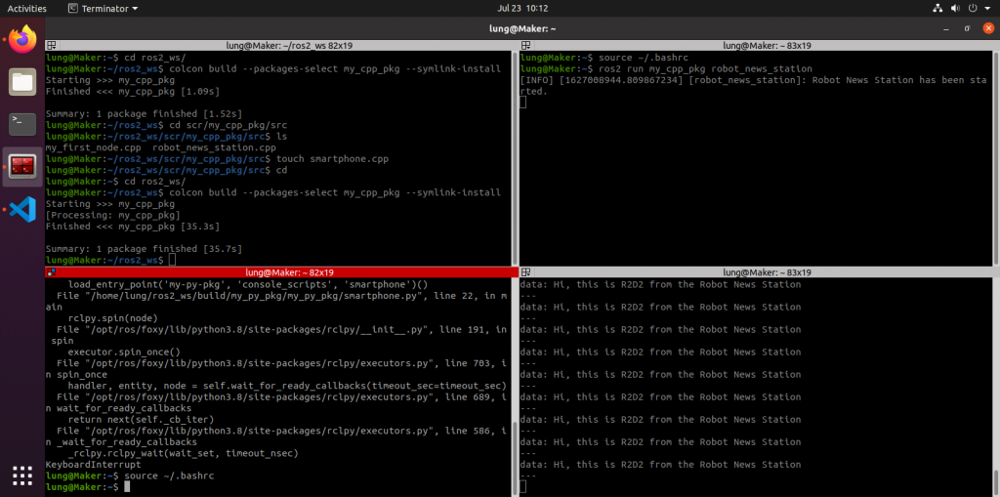 Activities
Terminator
Jul 23 10:12
lung@Maker: ~
lung@Maker: ~/ros2_ws 82x19
lung@Maker:~$ cd ros2_ws/
lung@Maker:~/ros2_ws$ colcon build --packages-select my_cpp_pkg --symlink-install
Starting >>> my_cpp_pkg
Finished <<< my_cpp_pkg [1.09s]
Summary: 1 package finished [1.52s]
lung@Maker:~/ros2_ws$ cd scr/my_cpp_pkg/src
lung@Maker:~/ros2_ws/scr/my_cpp_pkg/src$ ls
my_first_node.cpp  robot_news_station.cpp
lung@Maker:~/ros2_ws/scr/my_cpp_pkg/src$ touch smartphone.cpp
lung@Maker:~/ros2_ws/scr/my_cpp_pkg/src$ cd
lung@Maker:~$ cd ros2_ws/
lung@Maker:~/ros2_ws$ colcon build --packages-select my_cpp_pkg --symlink-install
Starting >>> my_cpp_pkg
[Processing: my_cpp_pkg]
Finished <<< my_cpp_pkg [35.3s]
Summary: 1 package finished [35.7s]
lung@Maker:~/ros2_ws$
lung@Maker: ~ 83x19
lung@Maker:~$ source ~/.bashrc
lung@Maker:~$ ros2 run my_cpp_pkg robot_news_station
[INFO] [1627008944.809867234] [robot_news_station]: Robot News Station has been sta
rted.
lung@Maker: ~ 82x19
load_entry_point('my-py-pkg', 'console_scripts', 'smartphone')()
File "/home/lung/ros2_ws/build/my_py_pkg/my_py_pkg/smartphone.py", line 22, in m
ain
rclpy.spin(node)
File "/opt/ros/foxy/lib/python3.8/site-packages/rclpy/__init__.py", line 191, in
spin
executor.spin_once()
File "/opt/ros/foxy/lib/python3.8/site-packages/rclpy/executors.py", line 703, i
n spin_once
handler, entity, node = self.wait_for_ready_callbacks(timeout_sec=timeout_sec)
File "/opt/ros/foxy/lib/python3.8/site-packages/rclpy/executors.py", line 689, i
n wait_for_ready_callbacks
return next(self._cb_iter)
File "/opt/ros/foxy/lib/python3.8/site-packages/rclpy/executors.py", line 586, i
n _wait_for_ready_callbacks
_rclpy.rclpy_wait(wait_set, timeout_nsec)
KeyboardInterrupt
lung@Maker:~$ source ~/.bashrc
lung@Maker:~$
lung@Maker: ~ 83x19
data: Hi, this is R2D2 from the Robot News Station
---
data: Hi, this is R2D2 from the Robot News Station
---
data: Hi, this is R2D2 from the Robot News Station
---
data: Hi, this is R2D2 from the Robot News Station
---
data: Hi, this is R2D2 from the Robot News Station
---
data: Hi, this is R2D2 from the Robot News Station
---
data: Hi, this is R2D2 from the Robot News Station
---
data: Hi, this is R2D2 from the Robot News Station
---
data: Hi, this is R2D2 from the Robot News Station
---